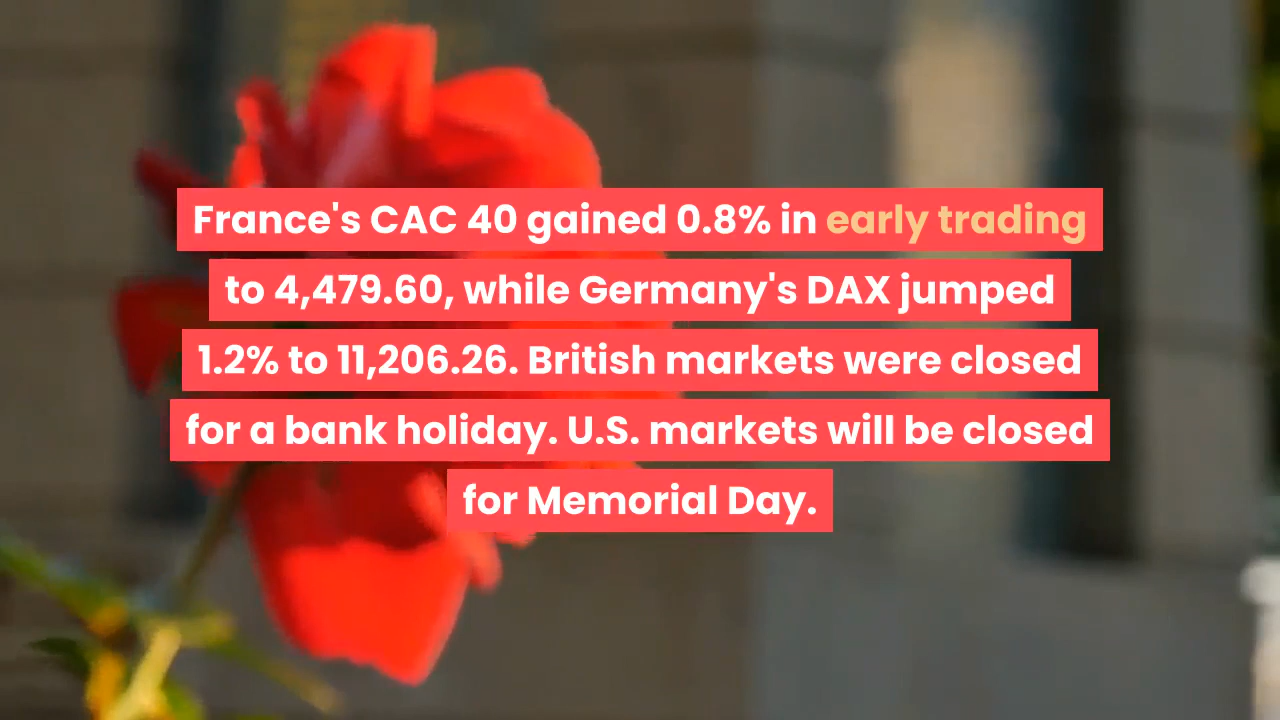 France's CAC 40 gained 0.8% in early trading
to 4,479.60, while Germany's DAX jumped
1.2% to 11,206.26. British markets were closed
for a bank holiday. U.S. markets will be closed
for Memorial Day.